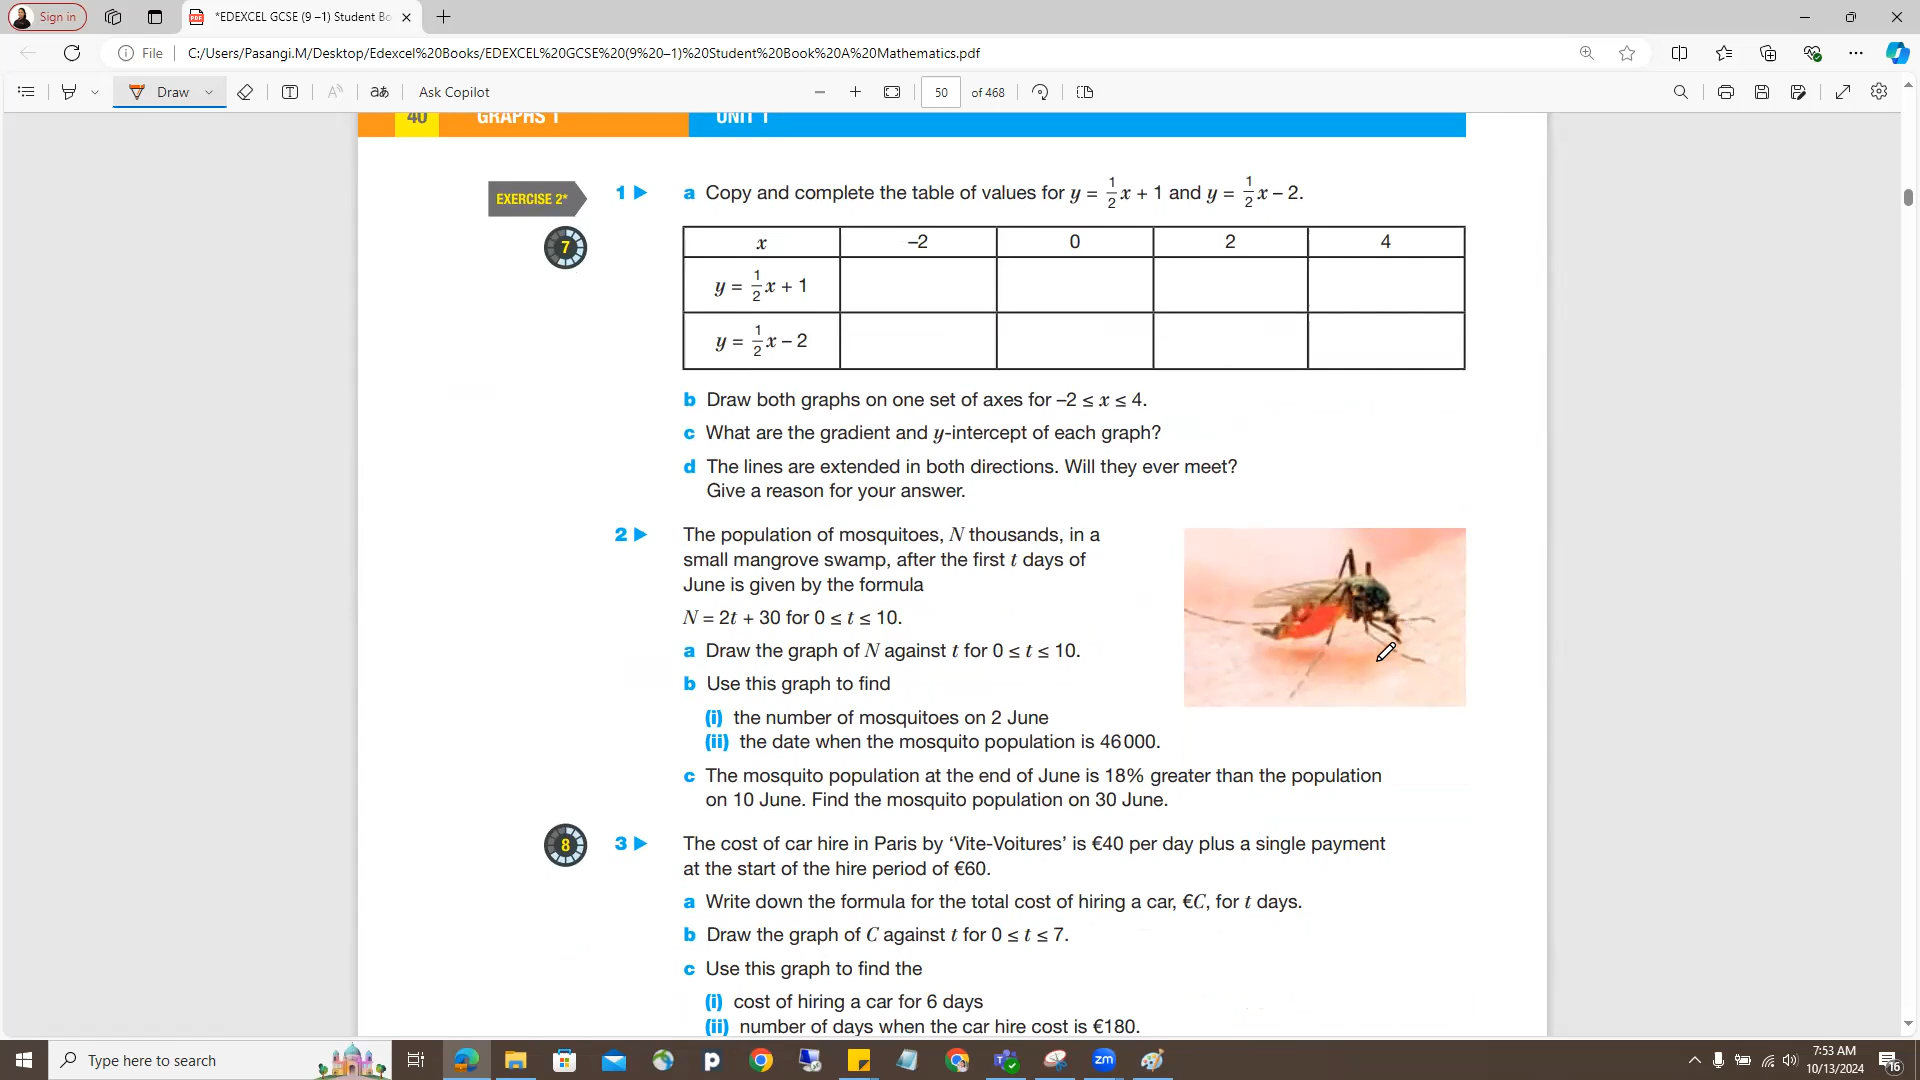 Sign in
*EDEXCEL GCSE (9 –1) Student Bo
File
C:/Users/Pasangi.M/Desktop/Edexcel%20Books/EDEXCEL%20GCSE%20(9%20–1)%20Student%20Book%20A%20Mathematics.pdf
Draw
aあ
Ask Copilot
50
of 468
40 GRAPHS 1 UNIT 1
EXERCISE 2*
7
1 a Copy and complete the table of values for y = 1/2 x + 1 and y = 1/2 x – 2.
x –2 0 2 4
y = 1/2 x + 1
y = 1/2 x – 2
b Draw both graphs on one set of axes for –2 ≤ x ≤ 4.
c What are the gradient and y-intercept of each graph?
d The lines are extended in both directions. Will they ever meet?
Give a reason for your answer.
2 The population of mosquitoes, N thousands, in a
small mangrove swamp, after the first t days of
June is given by the formula
N = 2t + 30 for 0 ≤ t ≤ 10.
a Draw the graph of N against t for 0 ≤ t ≤ 10.
b Use this graph to find
(i) the number of mosquitoes on 2 June
(ii) the date when the mosquito population is 46 000.
c The mosquito population at the end of June is 18% greater than the population
on 10 June. Find the mosquito population on 30 June.
8
3 The cost of car hire in Paris by ‘Vite-Voitures’ is €40 per day plus a single payment
at the start of the hire period of €60.
a Write down the formula for the total cost of hiring a car, €C, for t days.
b Draw the graph of C against t for 0 ≤ t ≤ 7.
c Use this graph to find the
(i) cost of hiring a car for 6 days
(ii) number of days when the car hire cost is €180.
Type here to search
zm
7:53 AM
10/13/2024
16